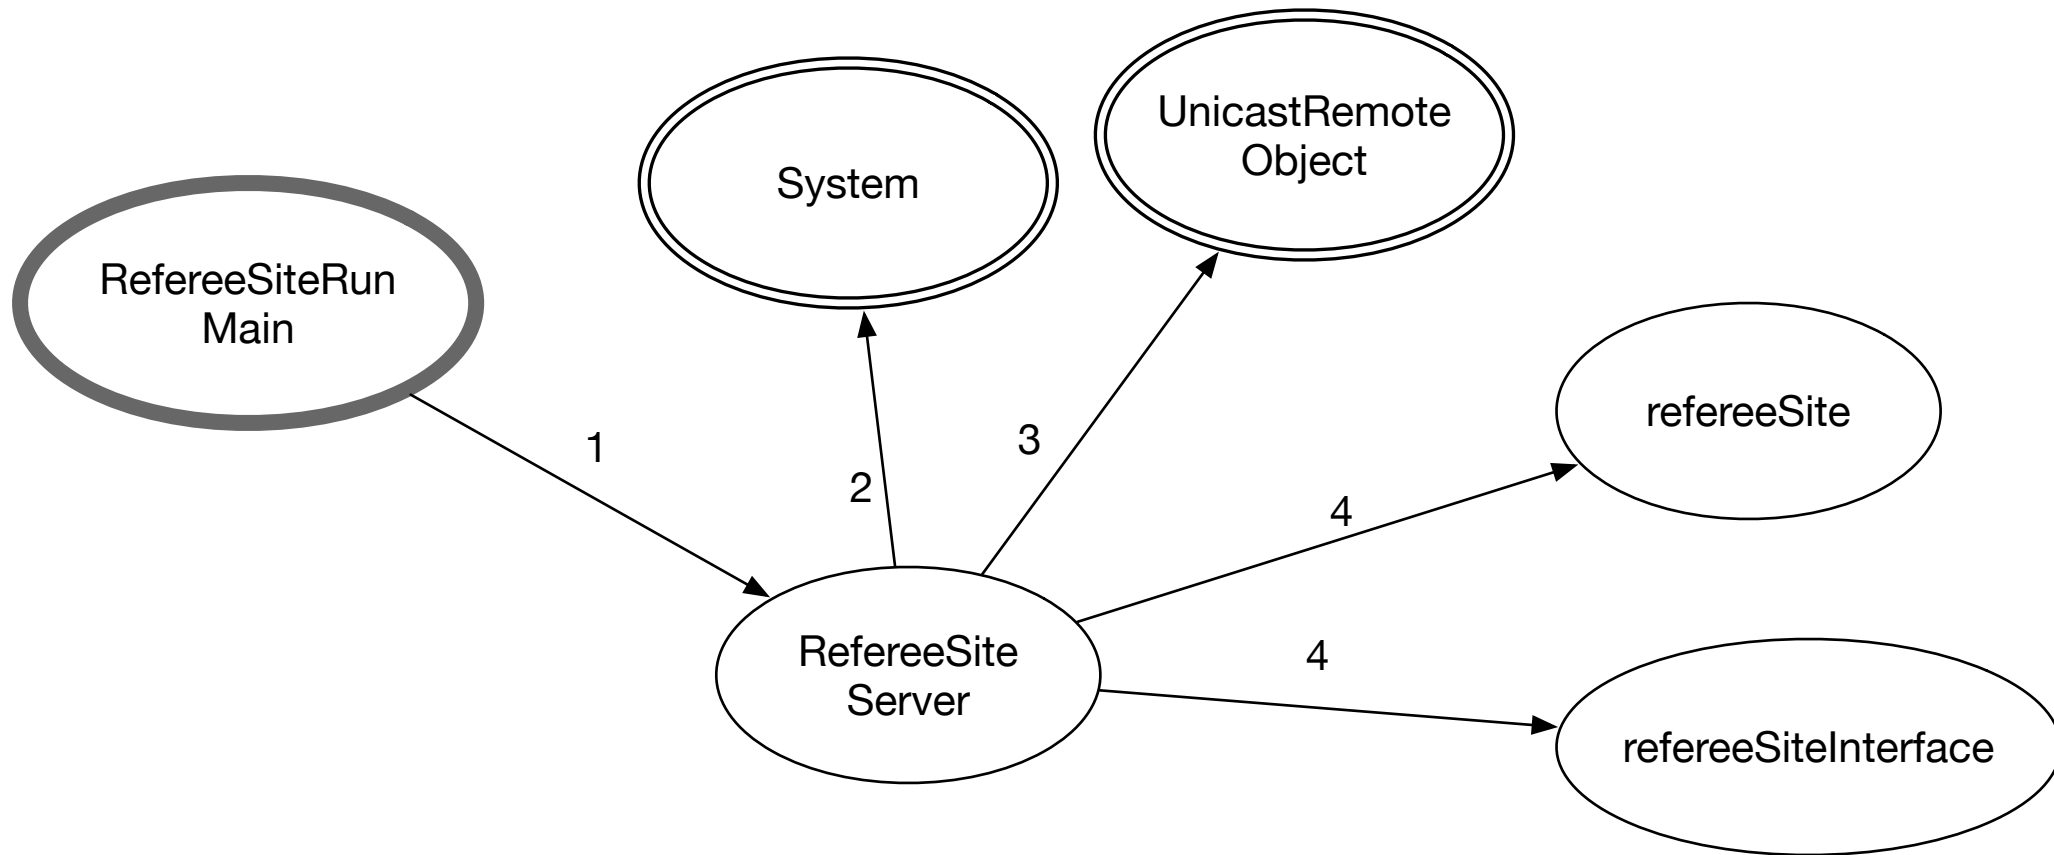 UnicastRemote
Object
System
RefereeSiteRun
Main
refereeSite
1
3
2
4
RefereeSite
Server
4
refereeSiteInterface